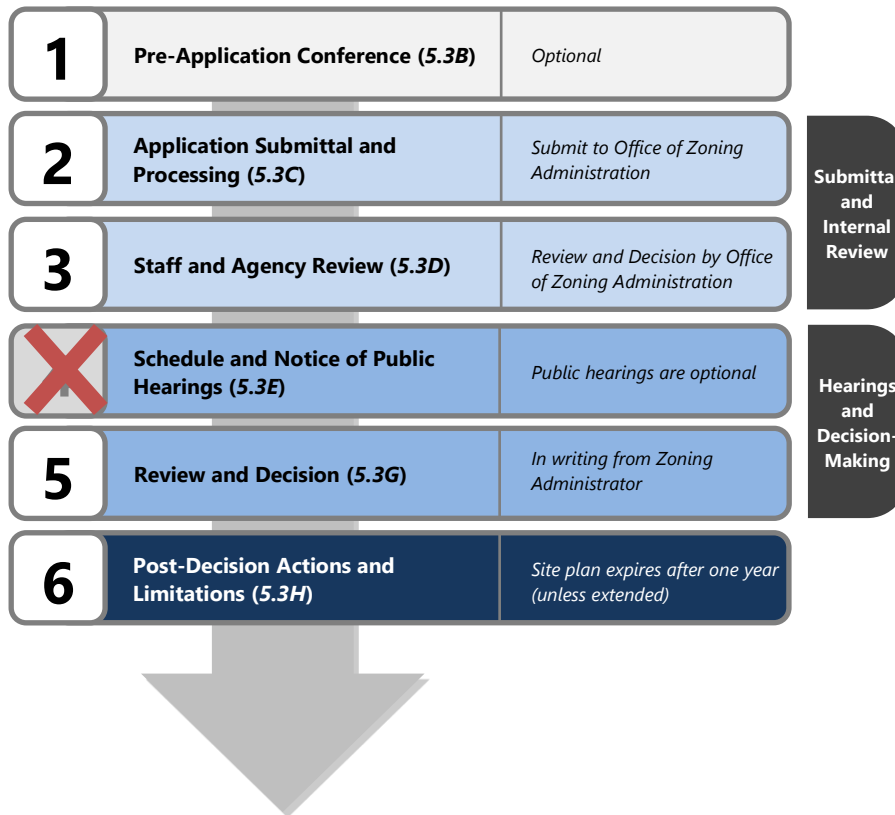 1
Pre-Application Conference (5.3B)
Optional
2
Application Submittal and
Processing (5.3C)
Submit to Office of Zoning
Administration
3
Staff and Agency Review (5.3D)
Review and Decision by Office
of Zoning Administration
Submitta
and
Internal
Review
Schedule and Notice of Public
Hearings (5.3E)
Public hearings are optional
5
Review and Decision (5.3G)
In writing from Zoning
Administrator
Hearings
and
Decision-
Making
6
Post-Decision Actions and
Limitations (5.3H)
Site plan expires after one year
(unless extended)